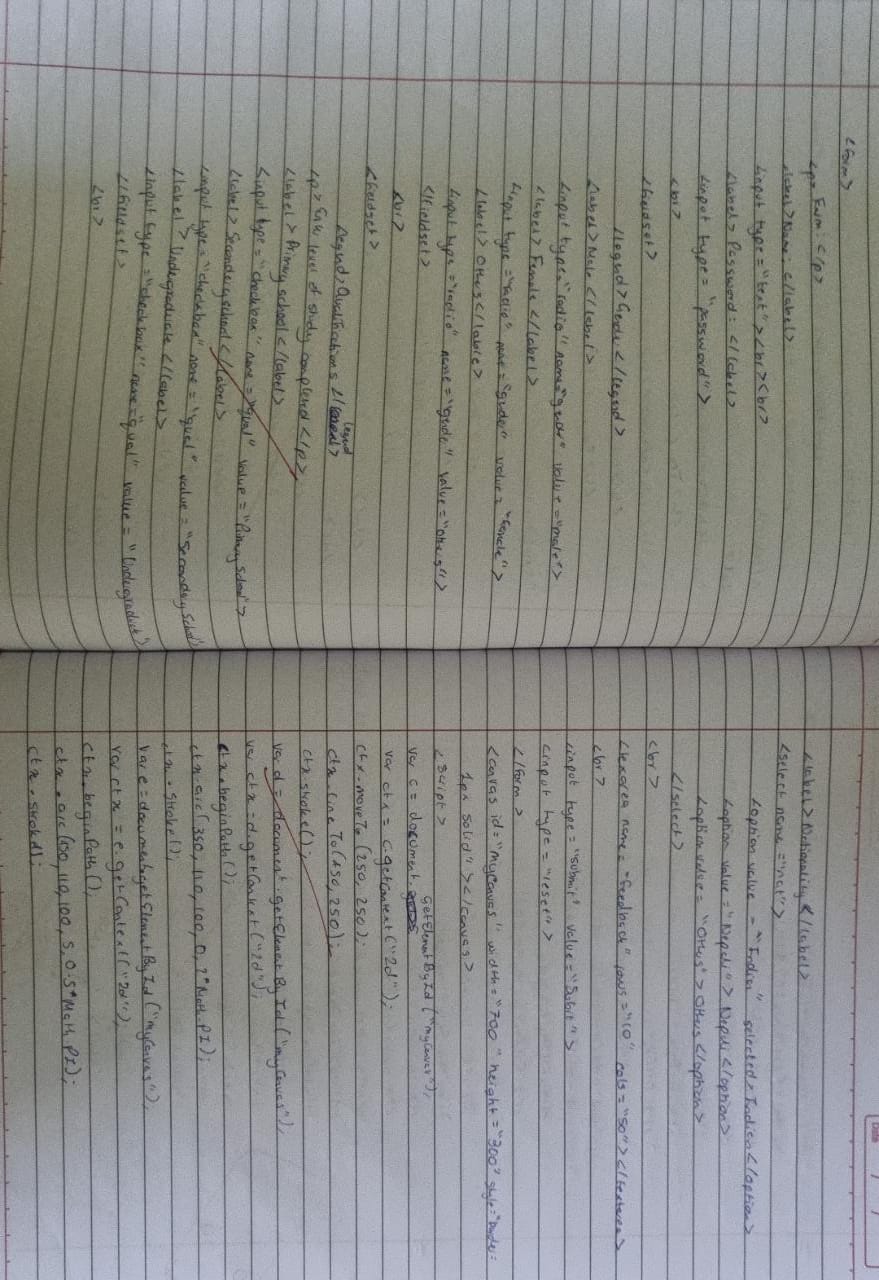 <form>
<p> Form: </p>
<label> Name: </label>
<input type = "text"> <br> <br>
<label> Password: </label>
<input type = "password">
<br>
<fieldset>
<legend> Gender </legend>
<label> Male </label>
<input type = "radio" name = "gender" value = "male">
<label> Female </label>
<input type = "radio" name = "gender" value = "female">
<label> Others </lable>
<input type = "radio" name = "gender" value = "others">
</fieldset>
<br>
<fieldset>
<legend> Qualifications </legend>
<p> Enter level of study completed </p>
<label> Primary school </label>
<input type = "checkbox" name = "qual" value = "Primary School">
<label> Secondary school </label>
<input type = "checkbox" name = "qual" value = "Secondary School">
<label> Undergraduate </label>
<input type = "checkbox" name = "qual" value = "Undergraduate">
</fieldset>
<br>
<label> Nationality </label>
<select name = "nat">
<option value = "Indian" selected> Indian </option>
<option value = "Nepali"> Nepali </option>
<option value = "Others"> Others </option>
</select>
<br>
<texarea name = "feedback" rows = "10" cols = "50"> </textarea>
<br>
<input type = "submit" value = "Submit">
<input type = "reset">
</form>
<canvas id = "myCanvas" width = "700" height = "300" style = "border:
1px solid"> </canvas>
<script>
var c = document.getElementById("myCanvas");
var ctx = c.getContext("2d");
ctx.moveTo(250, 250);
ctx.lineTo(450, 250);
ctx.stroke();
var d = document.getElementById("myCanvas");
var ctx = d.getContext("2d");
ctx.beginPath();
ctx.arc(350, 110, 100, 0, 2*Math.PI);
ctx.stroke();
var e = document.getElementById("myCanvas");
var ctx = e.getContext("2d");
ctx.beginPath();
ctx.arc(150, 110, 100, 5, 0.5*Math.PI);
ctx.stroke();
Date / /